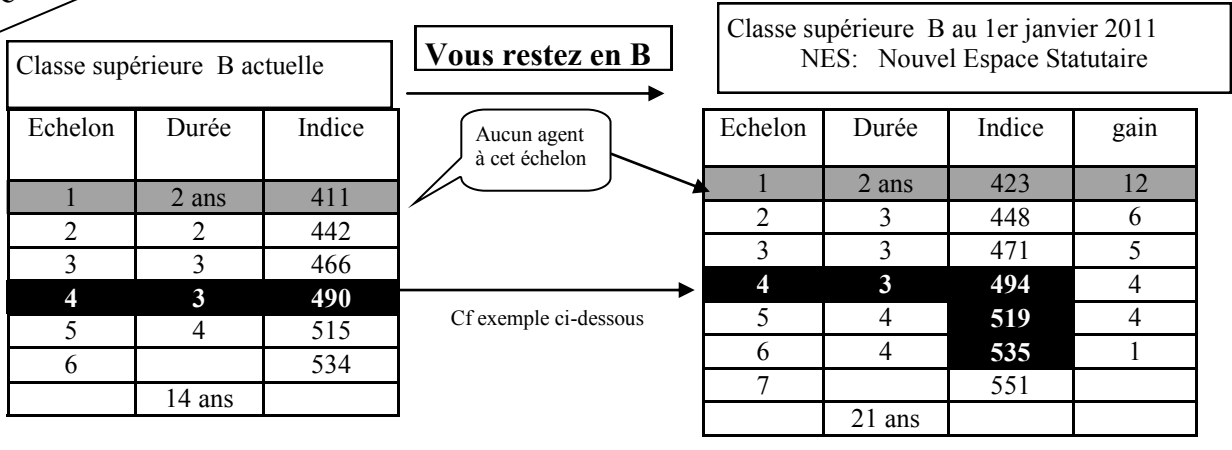 Classe supérieure B actuelle
Vous restez en B
Classe supérieure B au 1er janvier 2011
NES: Nouvel Espace Statutaire
Echelon Durée Indice
1 2 ans 411
2 2 442
3 3 466
4 3 490
5 4 515
6 534
14 ans
Aucun agent
à cet échelon
Cf exemple ci-dessous
Echelon Durée Indice gain
1 2 ans 423 12
2 3 448 6
3 3 471 5
4 3 494 4
5 4 519 4
6 4 535 1
7 551
21 ans